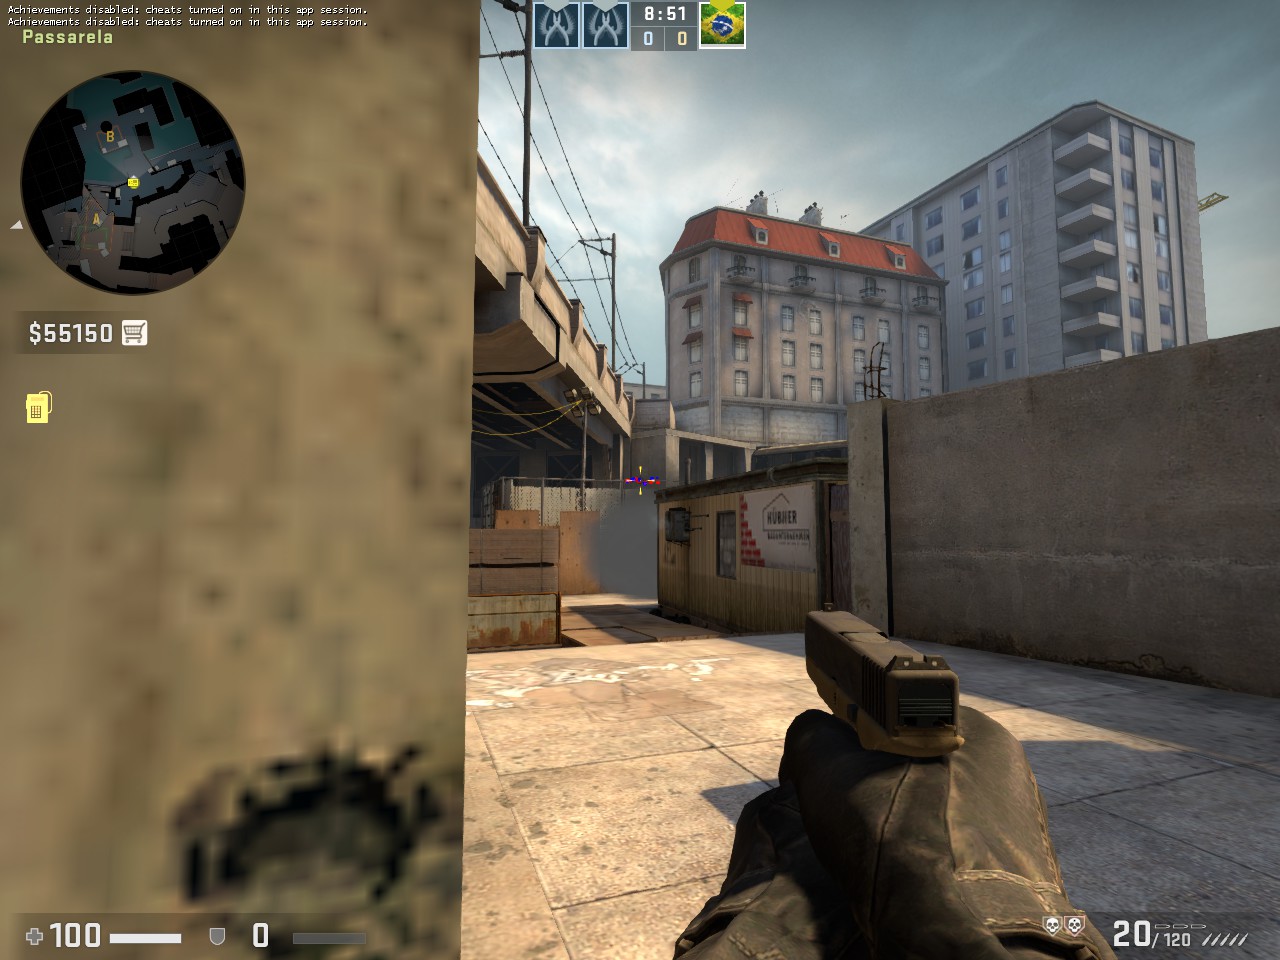 Achievements disabled: cheats turned on in this app session.
Achievements disabled: cheats turned on in this app session.
Passarela
8:51
0 0
B
A
$55150
HÜBNER
100
0
20/120